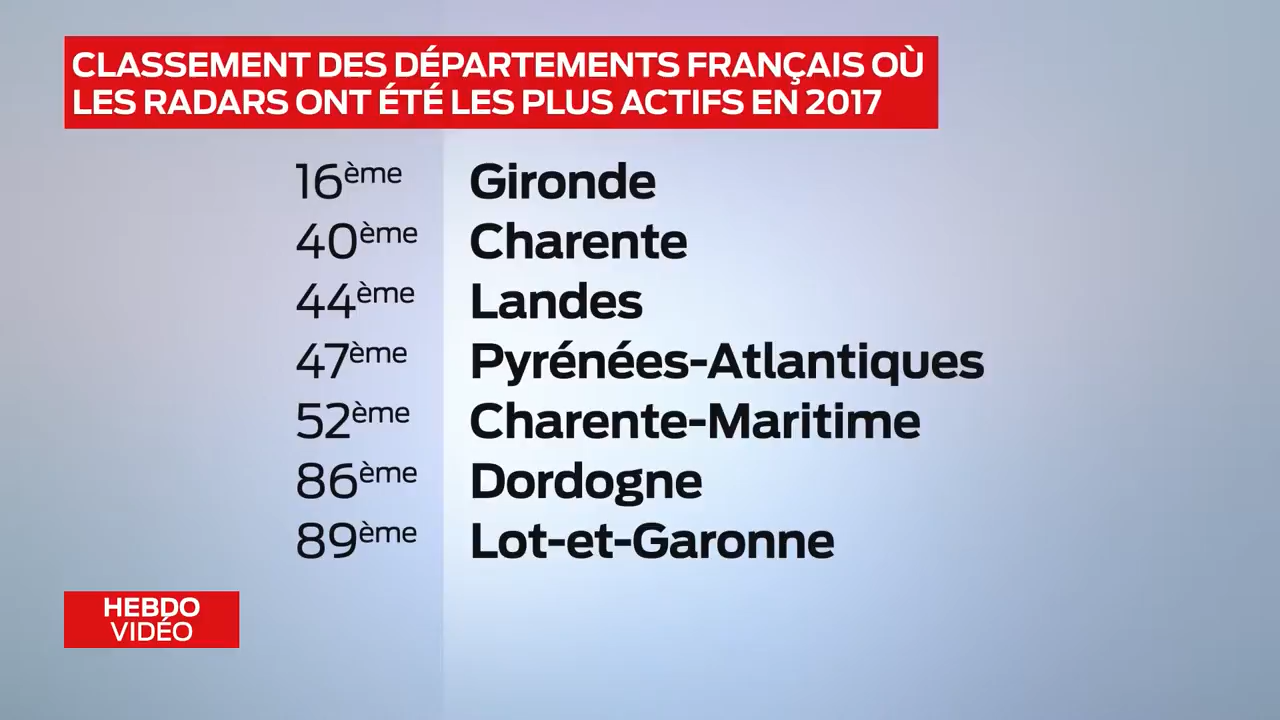 CLASSEMENT DES DÉPARTEMENTS FRANÇAIS OÙ
LES RADARS ONT ÉTÉ LES PLUS ACTIFS EN 2017
16ème Gironde
40ème Charente
44ème Landes
47ème Pyrénées-Atlantiques
52ème Charente-Maritime
86ème Dordogne
89ème Lot-et-Garonne
HEBDO
VIDÉO